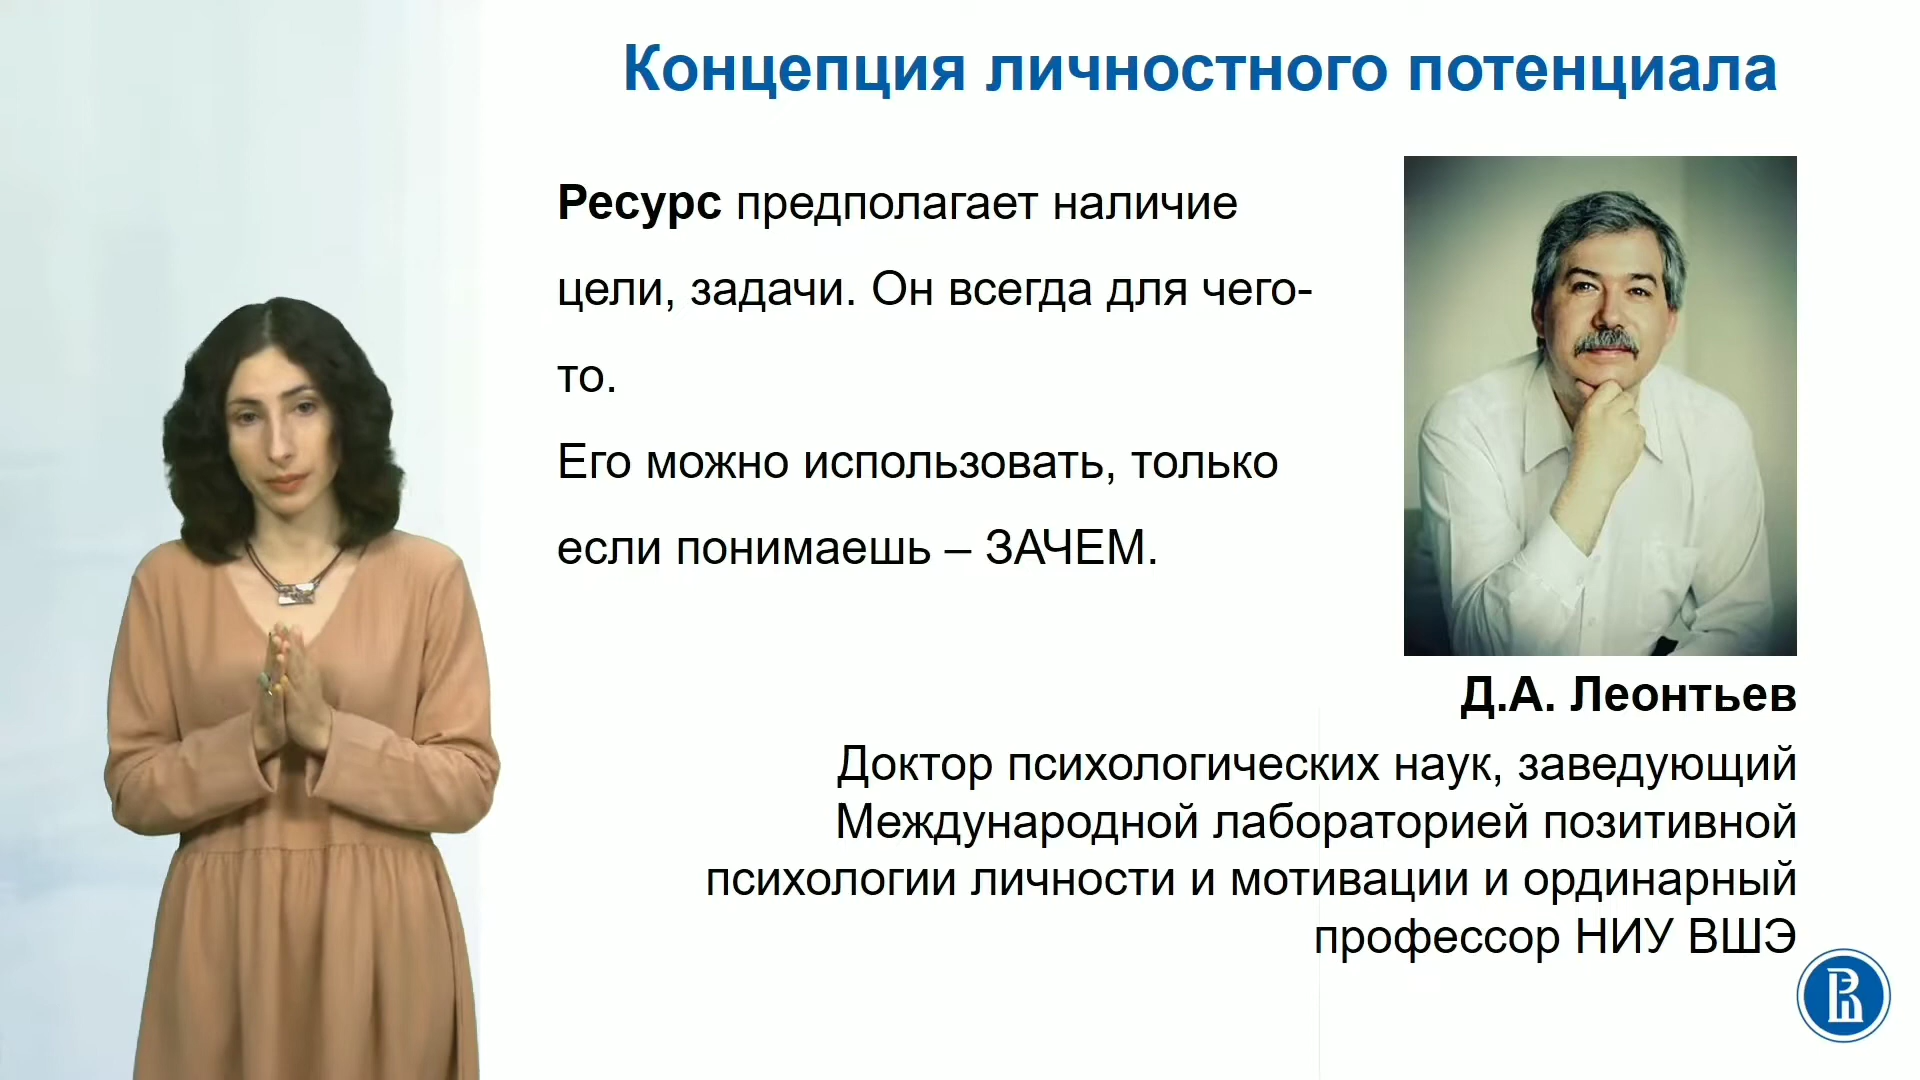 Концепция личностного потенциала
Ресурс предполагает наличие
цели, задачи. Он всегда для чего-
то.
Его можно использовать, только
если понимаешь – ЗАЧЕМ.
Д.А. Леонтьев
Доктор психологических наук, заведующий
Международной лабораторией позитивной
психологии личности и мотивации и ординарный
профессор НИУ ВШЭ